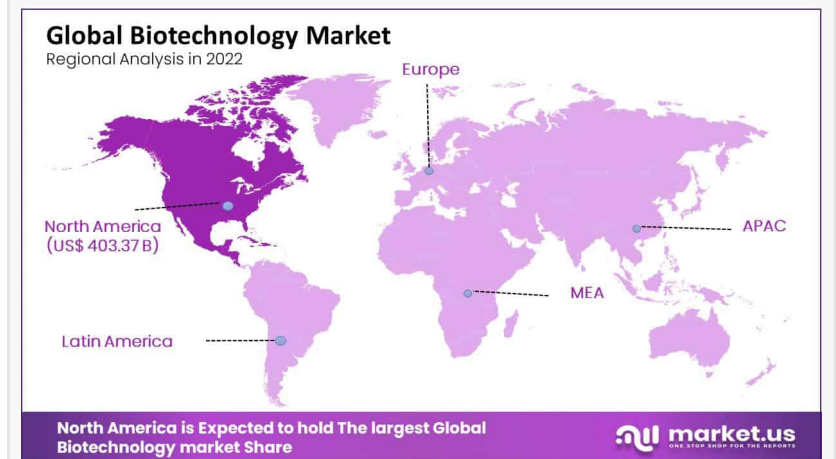 Global Biotechnology Market
Regional Analysis in 2022
Europe
North America
(US$ 403.37 B)
APAC
MEA
Latin America
North America is Expected to hold The largest Global
Biotechnology market Share
market.us
ONE STOP SHOP FOR THE REPORTS